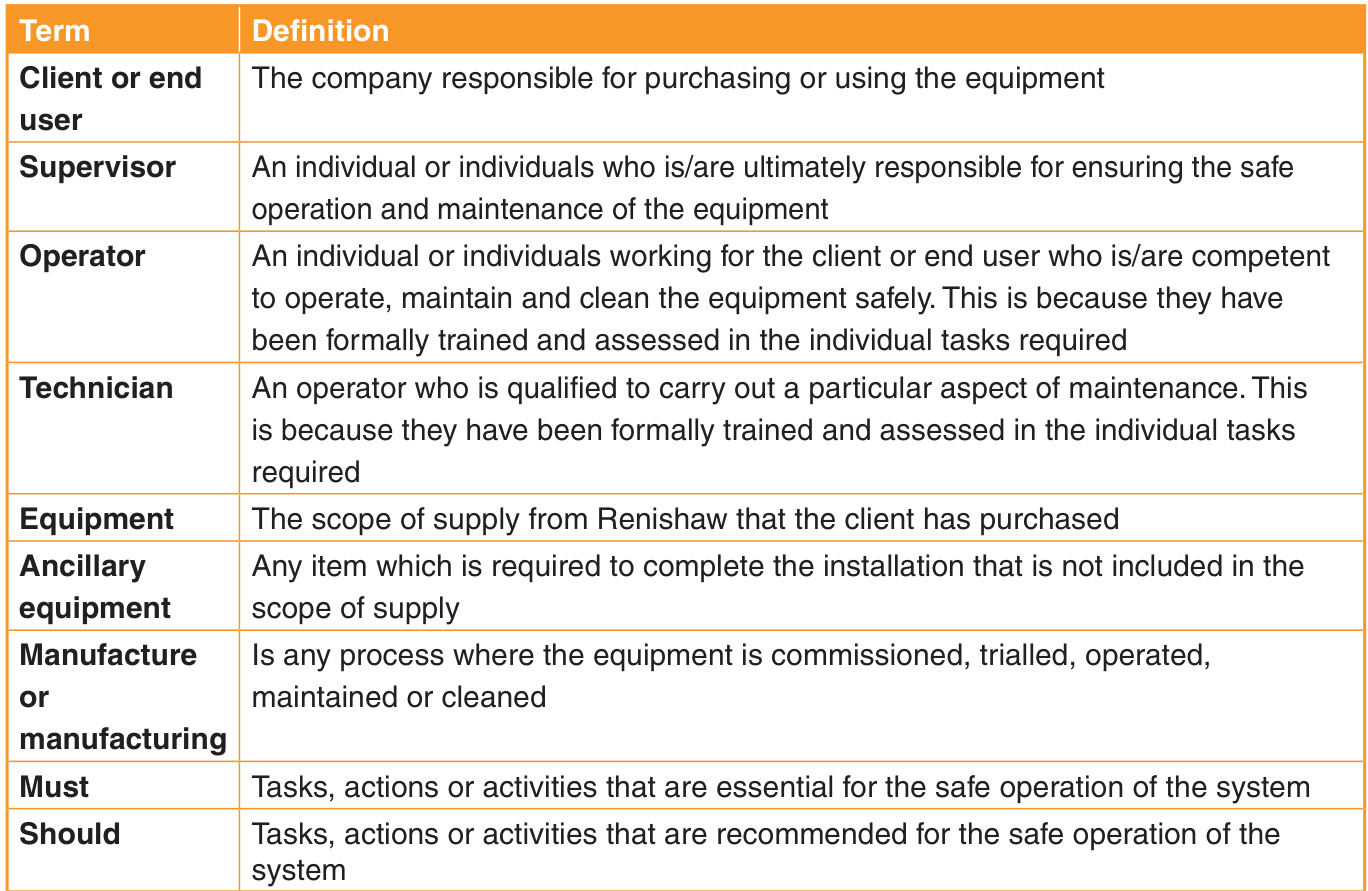 Term Definition
Client or end The company responsible for purchasing or using the equipment
user
Supervisor An individual or individuals who is/are ultimately responsible for ensuring the safe
operation and maintenance of the equipment
Operator An individual or individuals working for the client or end user who is/are competent
to operate, maintain and clean the equipment safely. This is because they have
been formally trained and assessed in the individual tasks required
Technician An operator who is qualified to carry out a particular aspect of maintenance. This
is because they have been formally trained and assessed in the individual tasks
required
Equipment The scope of supply from Renishaw that the client has purchased
Ancillary Any item which is required to complete the installation that is not included in the
equipment scope of supply
Manufacture Is any process where the equipment is commissioned, trialled, operated,
or maintained or cleaned
manufacturing
Must Tasks, actions or activities that are essential for the safe operation of the system
Should Tasks, actions or activities that are recommended for the safe operation of the
system